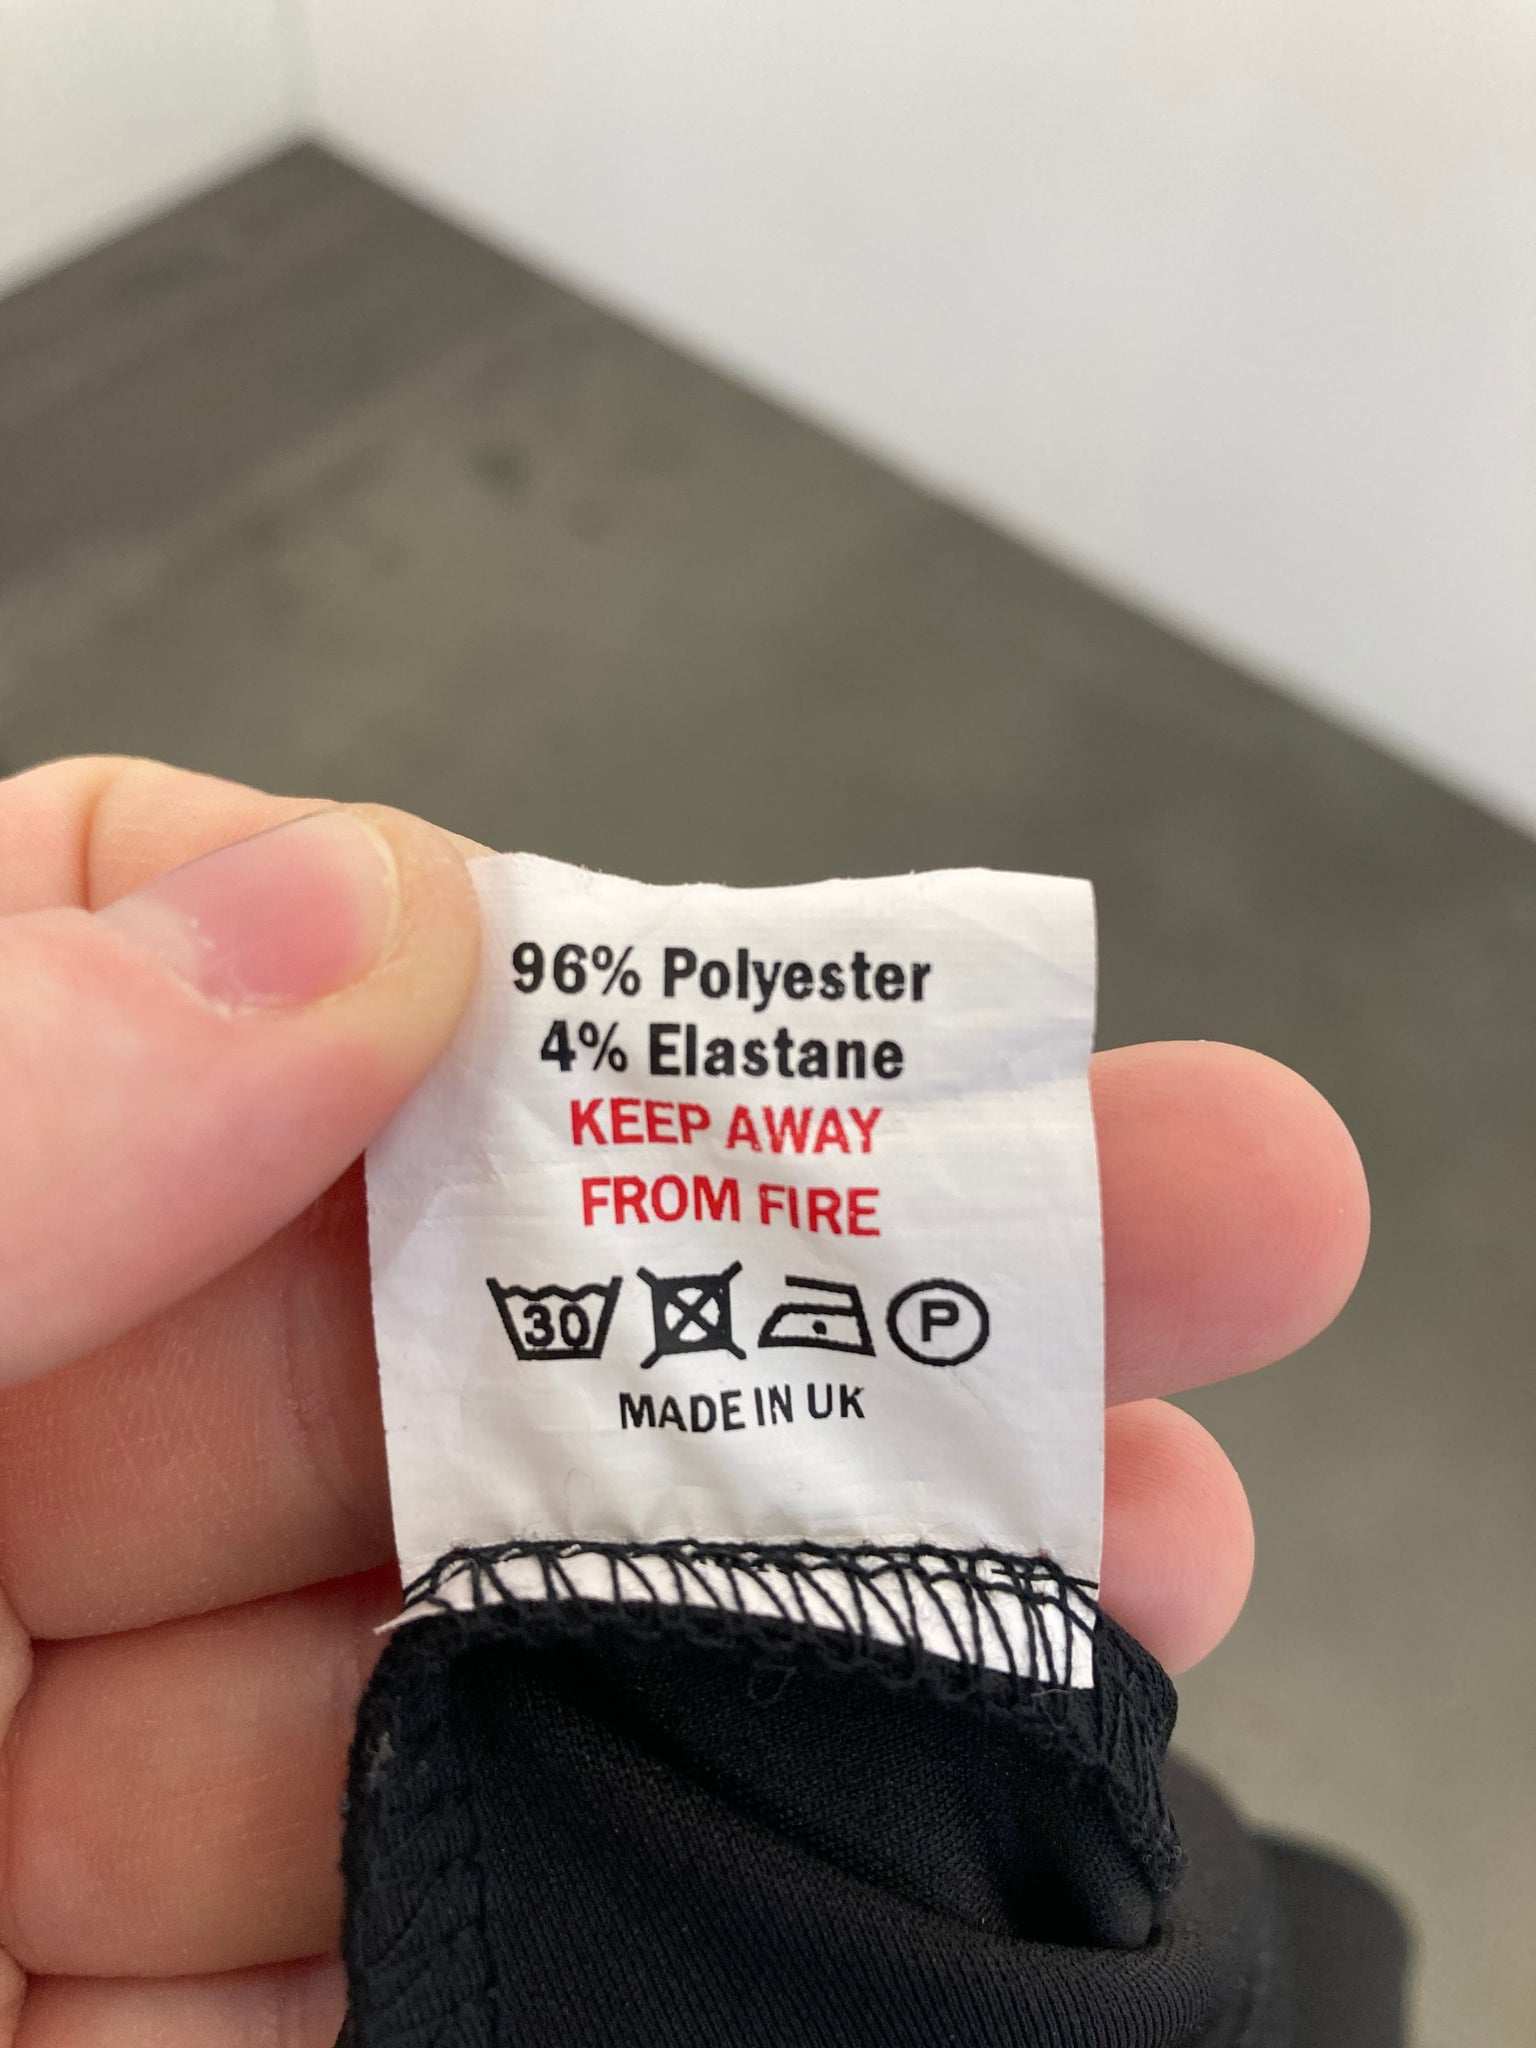 96% Polyester
4% Elastane
KEEP AWAY
FROM FIRE
30 P
MADE IN UK